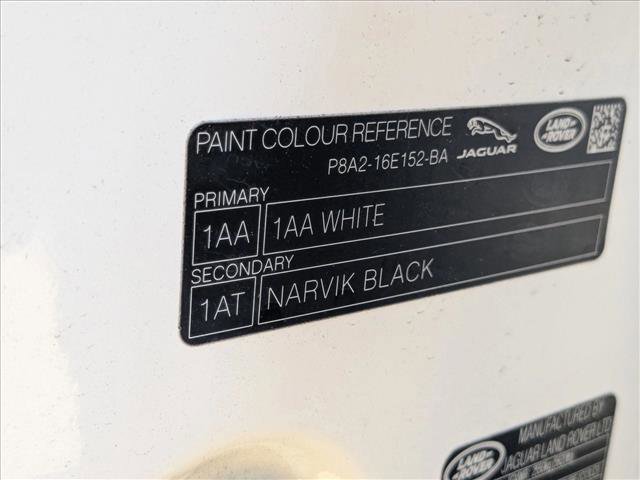 PAINT COLOUR REFERENCE
P8A2-16E152-BA
JAGUAR
LAND ROVER
PRIMARY
1AA 1AA WHITE
SECONDARY
1AT NARVIK BLACK
MANUFACTURED BY
JAGUAR LAND ROVER LTD
LAND ROVER